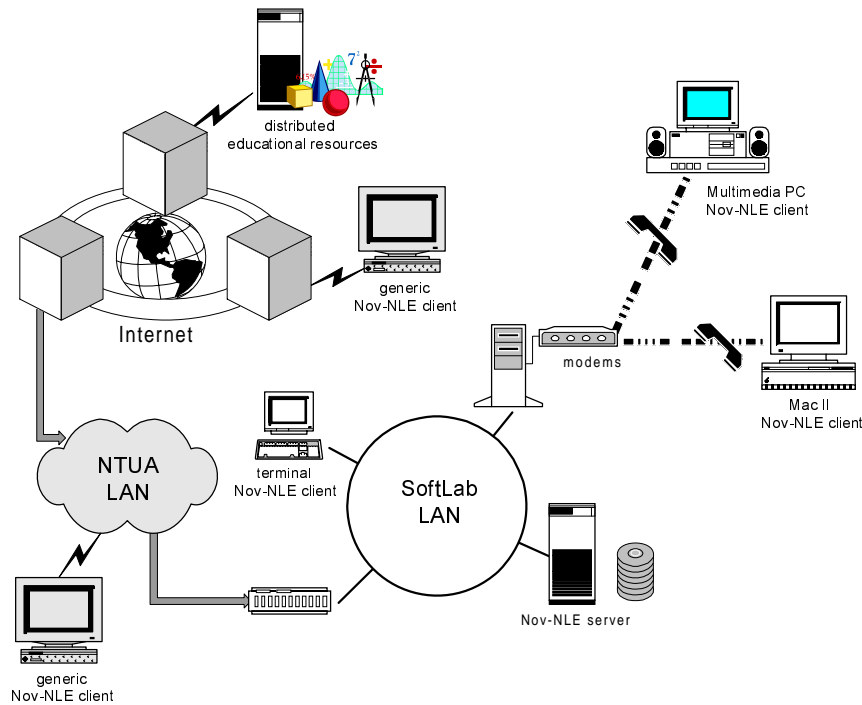 distributed
educational resources
Multimedia PC
Nov-NLE client
generic
Nov-NLE client
Internet
modems
Mac II
Nov-NLE client
NTUA
LAN
terminal
Nov-NLE client
SoftLab
LAN
Nov-NLE server
generic
Nov-NLE client